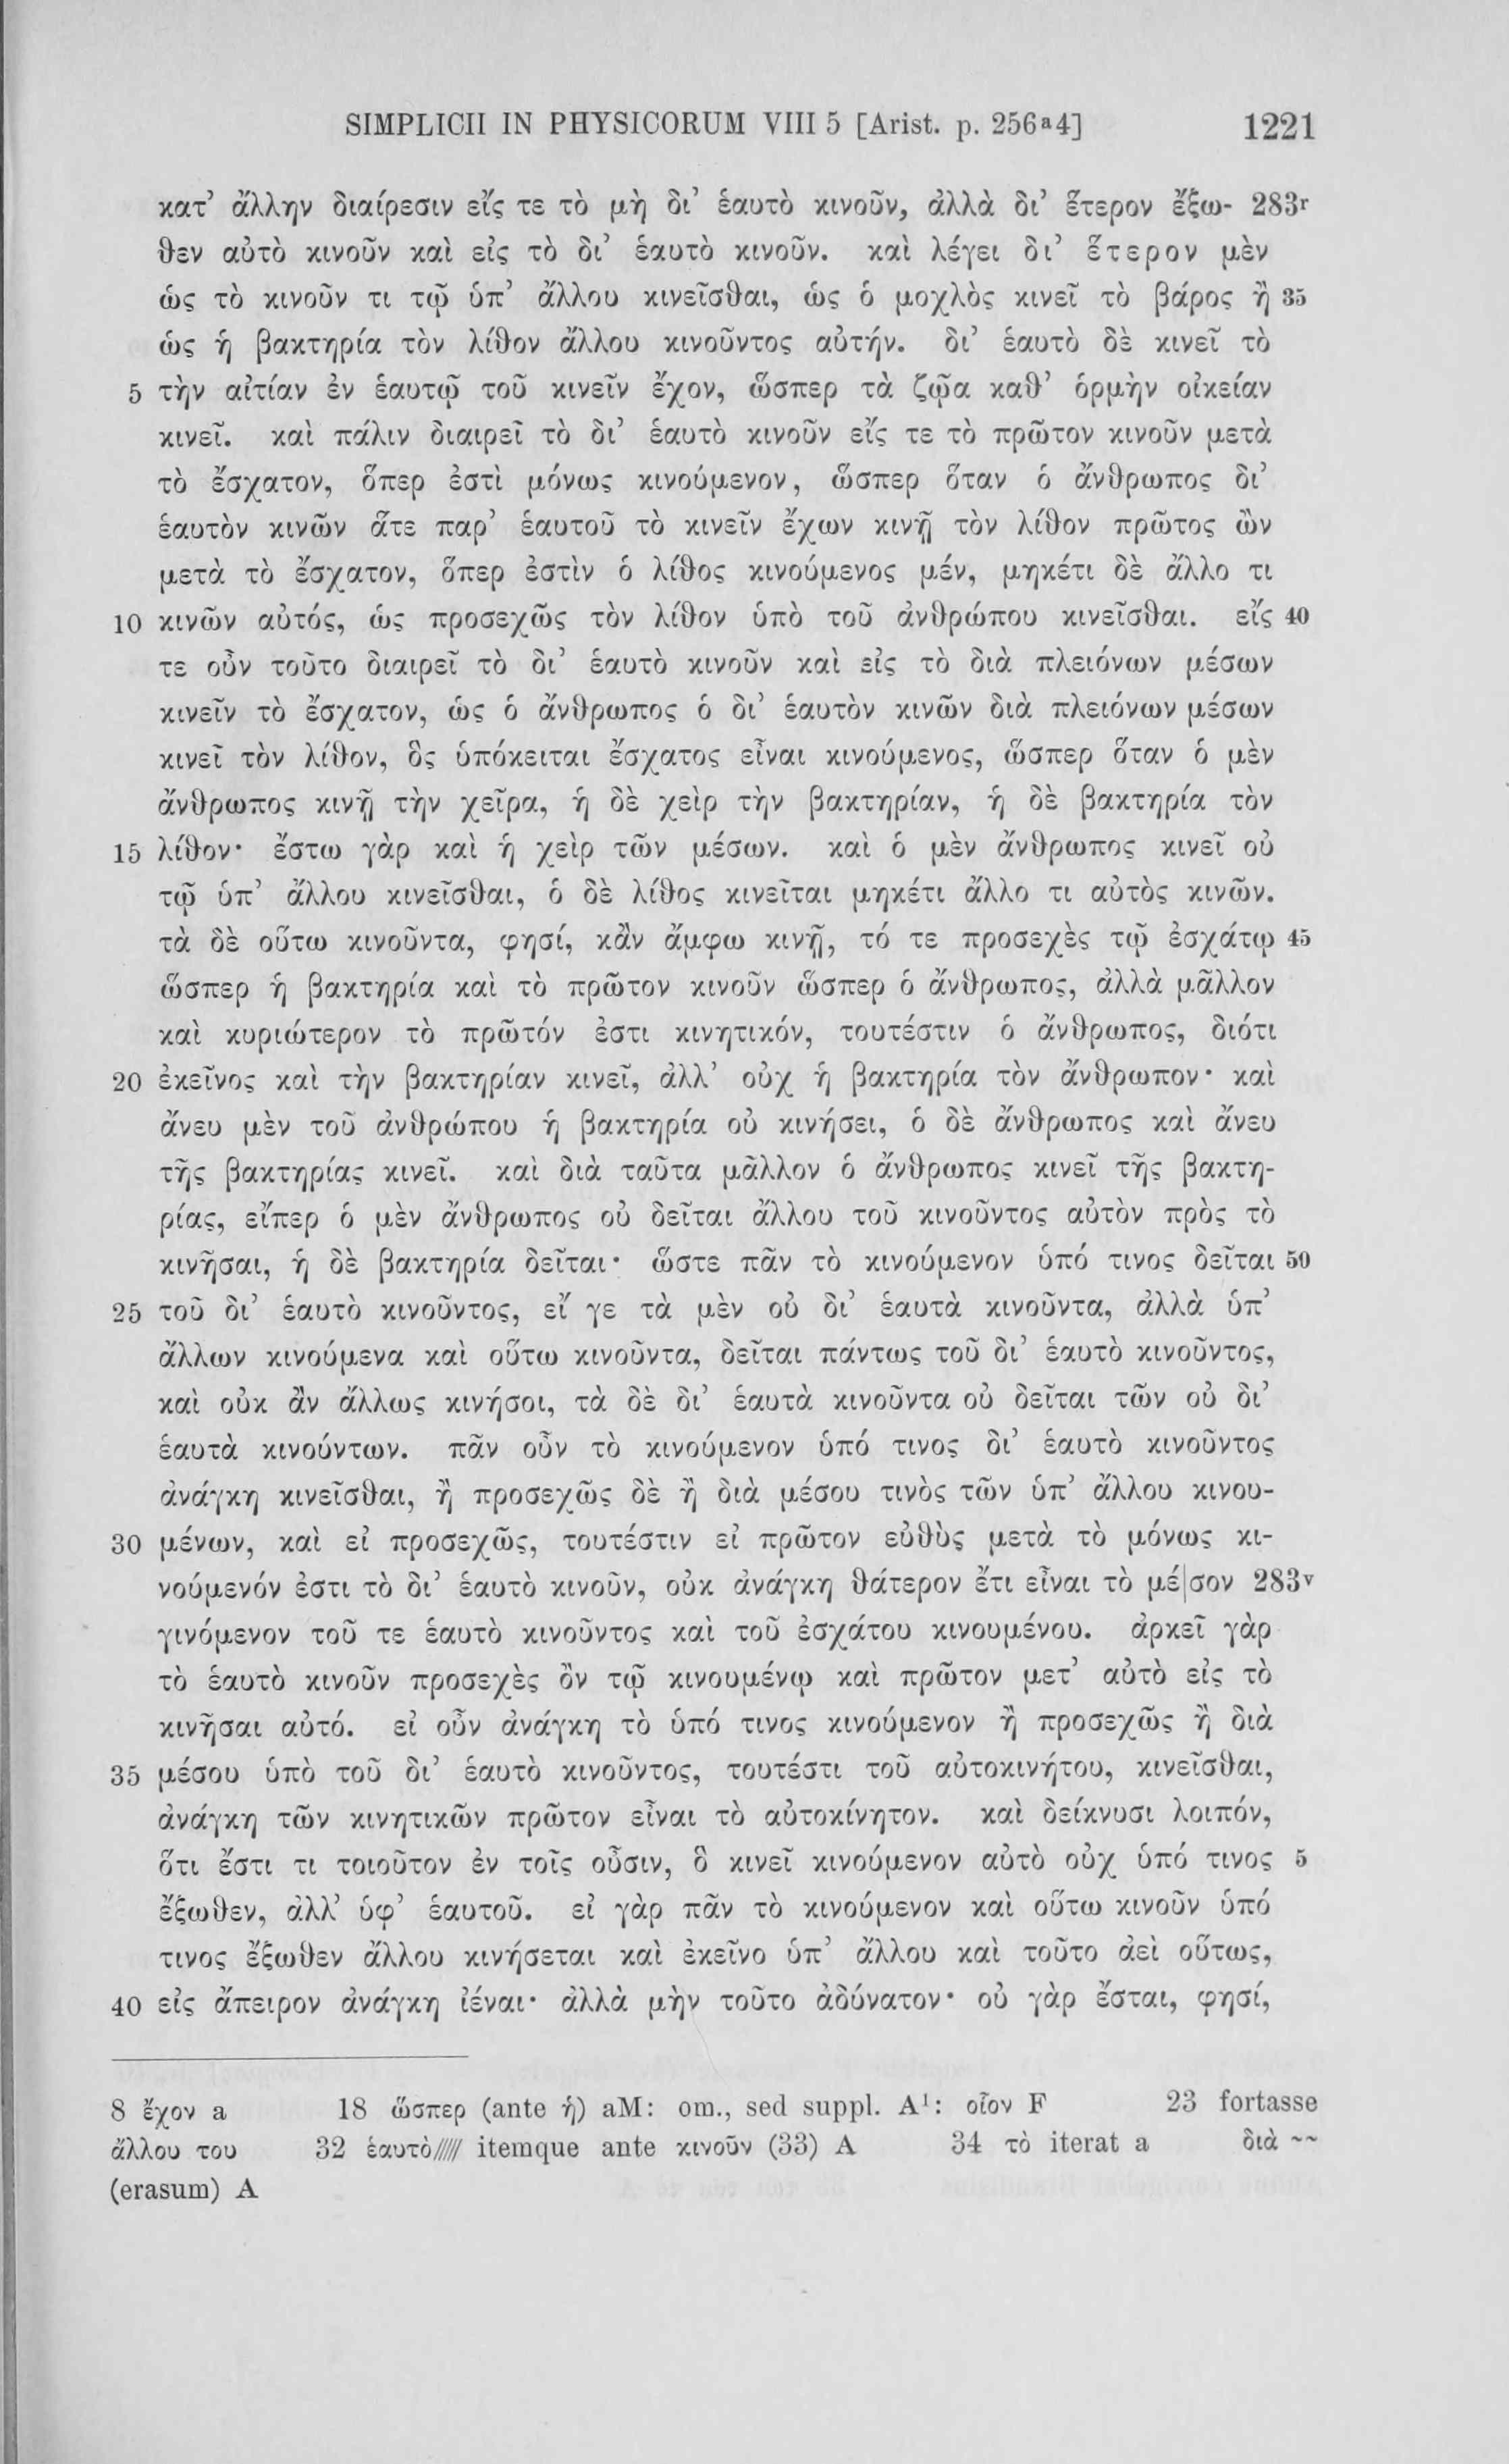 SIMPLICII IN PHYSICORUM VIII 5 [Arist. p. 256ᵃ4] 1221
κατ’ ἄλλην διαίρεσιν εἴς τε τὸ μὴ δι’ ἑαυτὸ κινοῦν, ἀλλὰ δι’ ἕτερον ἔξω- 283ʳ
θεν αὐτὸ κινοῦν καὶ εἰς τὸ δι’ ἑαυτὸ κινοῦν. καὶ λέγει δι’ ἕτερον μὲν
ὡς τὸ κινοῦν τι τῷ ὑπ’ ἄλλου κινεῖσθαι, ὡς ὁ μοχλὸς κινεῖ τὸ βάρος ἢ 35
ὡς ἡ βακτηρία τὸν λίθον ἄλλου κινοῦντος αὐτήν. δι’ ἑαυτὸ δὲ κινεῖ τὸ
5 τὴν αἰτίαν ἐν ἑαυτῷ τοῦ κινεῖν ἔχον, ὥσπερ τὰ ζῷα καθ’ ὁρμὴν οἰκείαν
κινεῖ. καὶ πάλιν διαιρεῖ τὸ δι’ ἑαυτὸ κινοῦν εἴς τε τὸ πρῶτον κινοῦν μετὰ
τὸ ἔσχατον, ὅπερ ἐστὶ μόνως κινούμενον, ὥσπερ ὅταν ὁ ἄνθρωπος δι’
ἑαυτὸν κινῶν ἅτε παρ’ ἑαυτοῦ τὸ κινεῖν ἔχων κινῇ τὸν λίθον πρῶτος ὢν
μετὰ τὸ ἔσχατον, ὅπερ ἐστὶν ὁ λίθος κινούμενος μέν, μηκέτι δὲ ἄλλο τι
10 κινῶν αὐτός, ὡς προσεχῶς τὸν λίθον ὑπὸ τοῦ ἀνθρώπου κινεῖσθαι. εἴς 40
τε οὖν τοῦτο διαιρεῖ τὸ δι’ ἑαυτὸ κινοῦν καὶ εἰς τὸ διὰ πλειόνων μέσων
κινεῖν τὸ ἔσχατον, ὡς ὁ ἄνθρωπος ὁ δι’ ἑαυτὸν κινῶν διὰ πλειόνων μέσων
κινεῖ τὸν λίθον, ὃς ὑπόκειται ἔσχατος εἶναι κινούμενος, ὥσπερ ὅταν ὁ μὲν
ἄνθρωπος κινῇ τὴν χεῖρα, ἡ δὲ χεὶρ τὴν βακτηρίαν, ἡ δὲ βακτηρία τὸν
15 λίθον· ἔστω γὰρ καὶ ἡ χεὶρ τῶν μέσων. καὶ ὁ μὲν ἄνθρωπος κινεῖ οὐ
τῷ ὑπ’ ἄλλου κινεῖσθαι, ὁ δὲ λίθος κινεῖται μηκέτι ἄλλο τι αὐτὸς κινῶν.
τὰ δὲ οὕτω κινοῦντα, φησί, κἂν ἄμφω κινῇ, τό τε προσεχὲς τῷ ἐσχάτῳ 45
ὥσπερ ἡ βακτηρία καὶ τὸ πρῶτον κινοῦν ὥσπερ ὁ ἄνθρωπος, ἀλλὰ μᾶλλον
καὶ κυριώτερον τὸ πρῶτόν ἐστι κινητικόν, τουτέστιν ὁ ἄνθρωπος, διότι
20 ἐκεῖνος καὶ τὴν βακτηρίαν κινεῖ, ἀλλ’ οὐχ ἡ βακτηρία τὸν ἄνθρωπον· καὶ
ἄνευ μὲν τοῦ ἀνθρώπου ἡ βακτηρία οὐ κινήσει, ὁ δὲ ἄνθρωπος καὶ ἄνευ
τῆς βακτηρίας κινεῖ. καὶ διὰ ταῦτα μᾶλλον ὁ ἄνθρωπος κινεῖ τῆς βακτη-
ρίας, εἴπερ ὁ μὲν ἄνθρωπος οὐ δεῖται ἄλλου τοῦ κινοῦντος αὐτὸν πρὸς τὸ
κινῆσαι, ἡ δὲ βακτηρία δεῖται· ὥστε πᾶν τὸ κινούμενον ὑπό τινος δεῖται 50
25 τοῦ δι’ ἑαυτὸ κινοῦντος, εἴ γε τὰ μὲν οὐ δι’ ἑαυτὰ κινοῦντα, ἀλλὰ ὑπ’
ἄλλων κινούμενα καὶ οὕτω κινοῦντα, δεῖται πάντως τοῦ δι’ ἑαυτὸ κινοῦντος,
καὶ οὐκ ἂν ἄλλως κινήσοι, τὰ δὲ δι’ ἑαυτὰ κινοῦντα οὐ δεῖται τῶν οὐ δι’
ἑαυτὰ κινούντων. πᾶν οὖν τὸ κινούμενον ὑπό τινος δι’ ἑαυτὸ κινοῦντος
ἀνάγκη κινεῖσθαι, ἢ προσεχῶς δὲ ἢ διὰ μέσου τινὸς τῶν ὑπ’ ἄλλου κινου-
30 μένων, καὶ εἰ προσεχῶς, τουτέστιν εἰ πρῶτον εὐθὺς μετὰ τὸ μόνως κι-
νούμενόν ἐστι τὸ δι’ ἑαυτὸ κινοῦν, οὐκ ἀνάγκη θάτερον ἔτι εἶναι τὸ μέ|σον 283ᵛ
γινόμενον τοῦ τε ἑαυτὸ κινοῦντος καὶ τοῦ ἐσχάτου κινουμένου. ἀρκεῖ γὰρ
τὸ ἑαυτὸ κινοῦν προσεχὲς ὂν τῷ κινουμένῳ καὶ πρῶτον μετ’ αὐτὸ εἰς τὸ
κινῆσαι αὐτό. εἰ οὖν ἀνάγκη τὸ ὑπό τινος κινούμενον ἢ προσεχῶς ἢ διὰ
35 μέσου ὑπὸ τοῦ δι’ ἑαυτὸ κινοῦντος, τουτέστι τοῦ αὐτοκινήτου, κινεῖσθαι,
ἀνάγκη τῶν κινητικῶν πρῶτον εἶναι τὸ αὐτοκίνητον. καὶ δείκνυσι λοιπόν,
ὅτι ἔστι τι τοιοῦτον ἐν τοῖς οὖσιν, ὃ κινεῖ κινούμενον αὐτὸ οὐχ ὑπό τινος 5
ἔξωθεν, ἀλλ’ ὑφ’ ἑαυτοῦ. εἰ γὰρ πᾶν τὸ κινούμενον καὶ οὕτω κινοῦν ὑπό
τινος ἔξωθεν ἄλλου κινήσεται καὶ ἐκεῖνο ὑπ’ ἄλλου καὶ τοῦτο ἀεὶ οὕτως,
40 εἰς ἄπειρον ἀνάγκη ἰέναι· ἀλλὰ μὴν τοῦτο ἀδύνατον· οὐ γὰρ ἔσται, φησί,
8 ἔχον a 18 ὥσπερ (ante ἡ) aM: om., sed suppl. A¹: οἷον F 23 fortasse
ἄλλου του 32 ἑαυτὸ///// itemque ante κινοῦν (33) A 34 τὸ iterat a διὰ ~~
(erasum) A